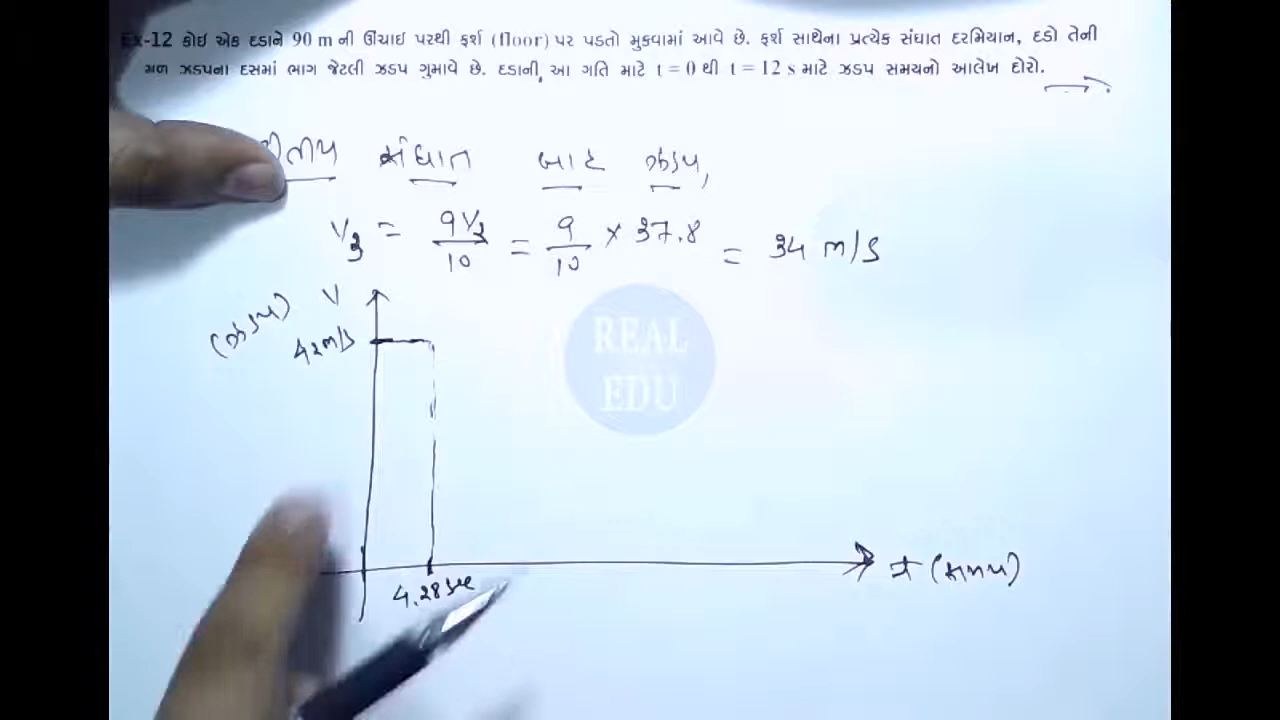 Ex-12 કોઇ એક દડાને 90 m ની ઊંચાઇ પરથી ફર્શ (floor) પર પડતો મુકવામાં આવે છે. ફર્શ સાથેના પ્રત્યેક સંઘાત દરમિયાન, દડો તેની
મળ ઝડપના દસમાં ભાગ જેટલી ઝડપ ગુમાવે છે. દડાની, આ ગતિ માટે t = 0 થી t = 12 s માટે ઝડપ સમયનો આલેખ દોરો.
સંઘાત બાદ ઝડપ,
V3 = 9V2/10 = 9/10 × 37.8 = 34 m/s
(ઝડપ) V
42m/s
REAL
EDU
4.28 sec
t (સમય)